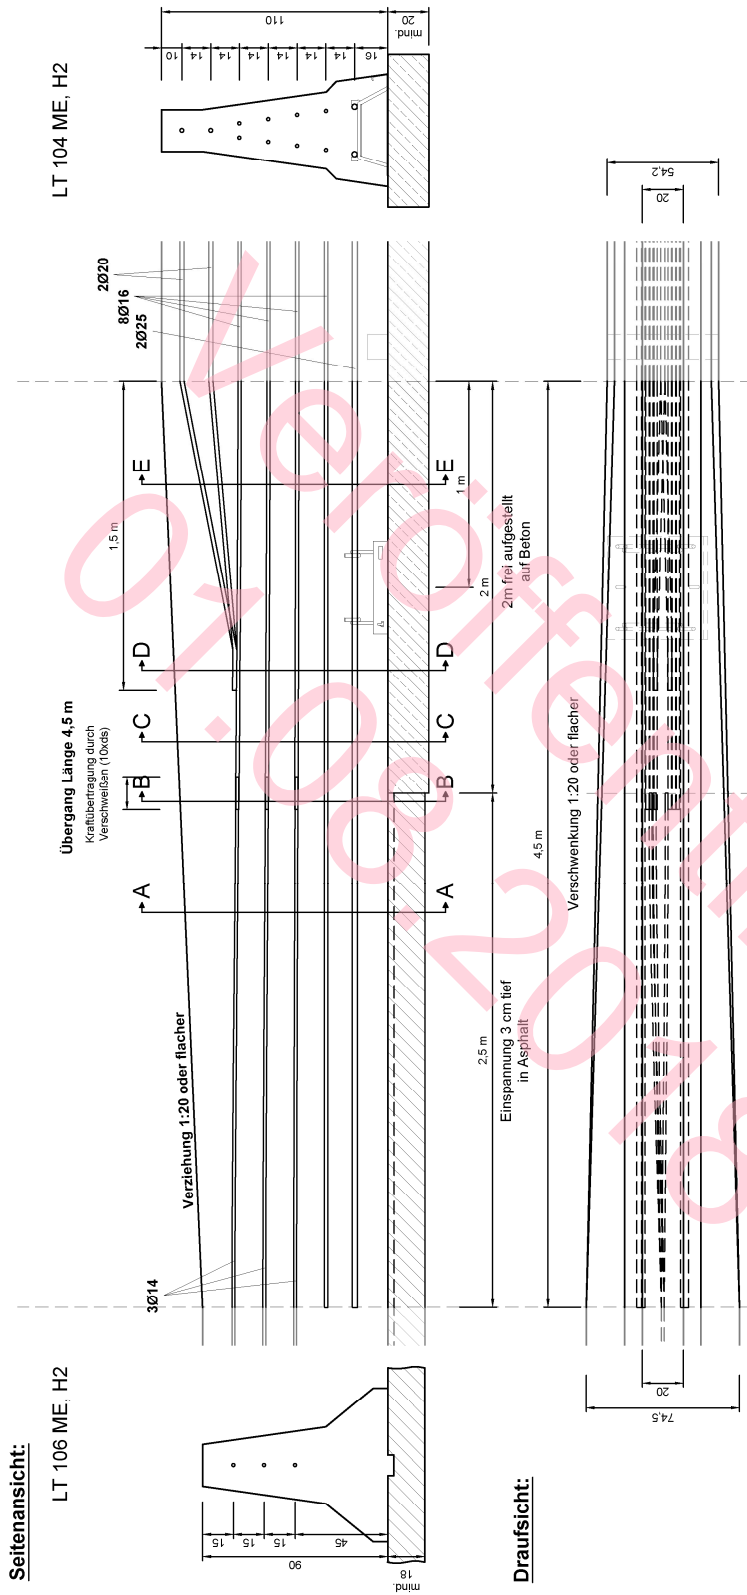 Seitenansicht:
LT 106 ME, H2
LT 104 ME, H2
Übergang Länge 4,5 m
Kraftübertragung durch
Verschweißen (10xds)
Verziehung 1:20 oder flacher
1,5 m
3Ø14
2Ø20
8Ø16
2Ø25
A
B
C
D
E
A
B
C
D
E
15
15
15
45
90
mind.
18
10
14
14
14
14
14
14
16
110
mind.
20
1 m
2 m
2m frei aufgestellt
auf Beton
2,5 m
Einspannung 3 cm tief
in Asphalt
4,5 m
Draufsicht:
Verschwenkung 1:20 oder flacher
20
74,5
20
54,2
01.08.2018